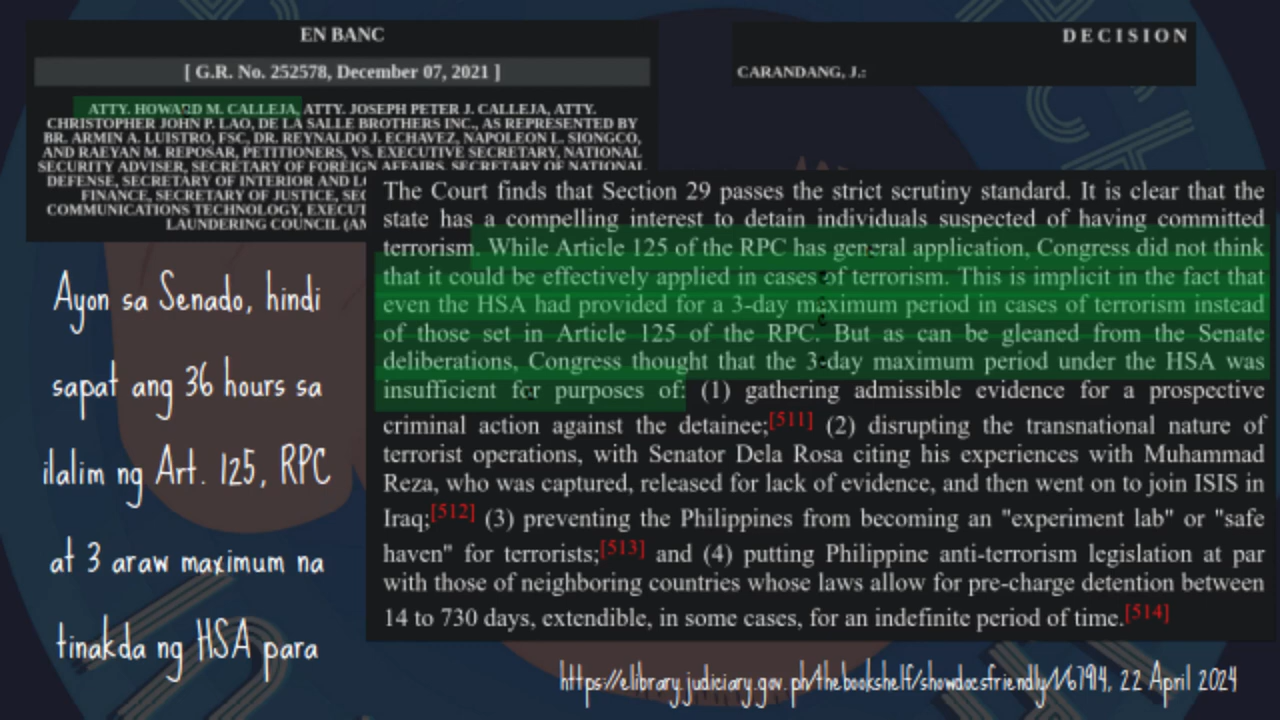 EN BANC
[ G.R. No. 252578, December 07, 2021 ]
ATTY. HOWARD M. CALLEJA, ATTY. JOSEPH PETER J. CALLEJA, ATTY.
CHRISTOPHER JOHN P. LAO, DE LA SALLE BROTHERS INC., AS REPRESENTED BY
BR. ARMIN A. LUISTRO, FSC, DR. REYNALDO J. ECHAVEZ, NAPOLEON L. SIONGCO,
AND RAEYAN M. REPOSAR, PETITIONERS, VS. EXECUTIVE SECRETARY, NATIONAL
SECURITY ADVISER, SECRETARY OF FOREIGN AFFAIRS, SECRETARY OF NATIONAL
DEFENSE, SECRETARY OF INTERIOR AND
FINANCE, SECRETARY OF JUSTICE,
COMMUNICATIONS TECHNOLOGY,
LAUNDERING COUNCIL
DECISION
CARANDANG, J.:
The Court finds that Section 29 passes the strict scrutiny standard. It is clear that the
state has a compelling interest to detain individuals suspected of having committed
terrorism. While Article 125 of the RPC has general application, Congress did not think
that it could be effectively applied in cases of terrorism. This is implicit in the fact that
even the HSA had provided for a 3-day maximum period in cases of terrorism instead
of those set in Article 125 of the RPC. But as can be gleaned from the Senate
deliberations, Congress thought that the 3-day maximum period under the HSA was
insufficient for purposes of: (1) gathering admissible evidence for a prospective
criminal action against the detainee;[511] (2) disrupting the transnational nature of
terrorist operations, with Senator Dela Rosa citing his experiences with Muhammad
Reza, who was captured, released for lack of evidence, and then went on to join ISIS in
Iraq;[512] (3) preventing the Philippines from becoming an "experiment lab" or "safe
haven" for terrorists;[513] and (4) putting Philippine anti-terrorism legislation at par
with those of neighboring countries whose laws allow for pre-charge detention between
14 to 730 days, extendible, in some cases, for an indefinite period of time.[514]
Ayon sa Senado, hindi
sapat ang 36 hours sa
ilalim ng Art. 125, RPC
at 3 araw maximum na
tinakda ng HSA para
https://elibrary.judiciary.gov.ph/thebookshelf/showdocsfriendly/1/67914, 22 April 2024